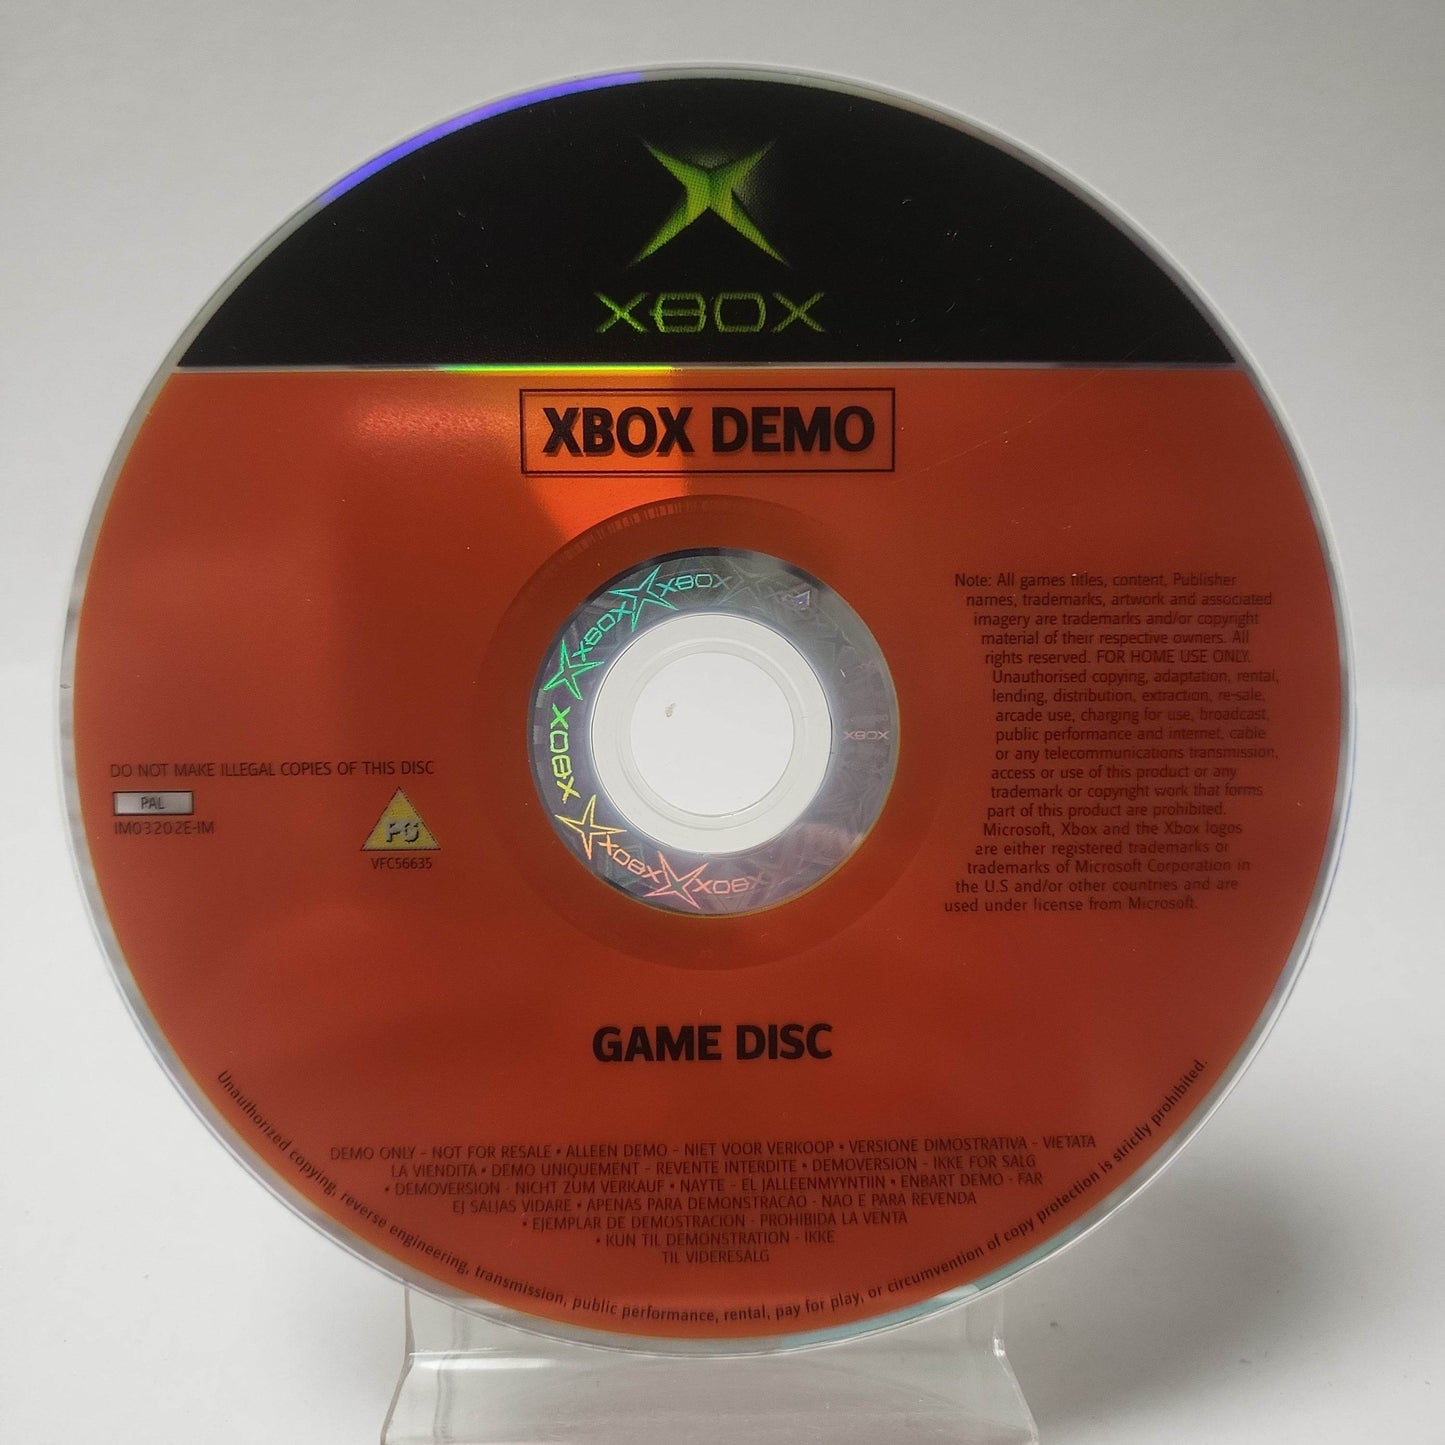 XBOX
XBOX DEMO
Note: All games titles, content, Publisher
names, trademarks, artwork and associated
imagery are trademarks and/or copyright
material of their respective owners. All
rights reserved. FOR HOME USE ONLY.
Unauthorised copying, adaptation, rental,
lending, distribution, extraction, re-sale,
arcade use, charging for use, broadcast,
public performance and internet, cable
or any telecommunications transmission,
access or use of this product or any
trademark or copyright work that forms
part of this product are prohibited.
Microsoft, Xbox and the Xbox logos
are either registered trademarks or
trademarks of Microsoft Corporation in
the U.S and/or other countries and are
used under license from Microsoft.
XBOX
XBOX
XBOX
XBOX
XBOX
XBOX
DO NOT MAKE ILLEGAL COPIES OF THIS DISC
PAL
IM03202E-IM
PG
VFC56635
GAME DISC
DEMO ONLY - NOT FOR RESALE • ALLEEN DEMO - NIET VOOR VERKOOP • VERSIONE DIMOSTRATIVA - VIETATA
LA VIENDITA • DEMO UNIQUEMENT - REVENTE INTERDITE • DEMOVERSION - IKKE FOR SALG
• DEMOVERSION - NICHT ZUM VERKAUF • NAYTE - EL JALLEENMYYNTIIN • ENBART DEMO - FAR
EJ SALJAS VIDARE • APENAS PARA DEMONSTRACAO - NAO E PARA REVENDA
• EJEMPLAR DE DEMOSTRACION - PROHIBIDA LA VENTA
• KUN TIL DEMONSTRATION - IKKE
TIL VIDERESALG
Unauthorized copying, reverse engineering, transmission, public performance, rental, pay for play, or circumvention of copy protection is strictly prohibited.